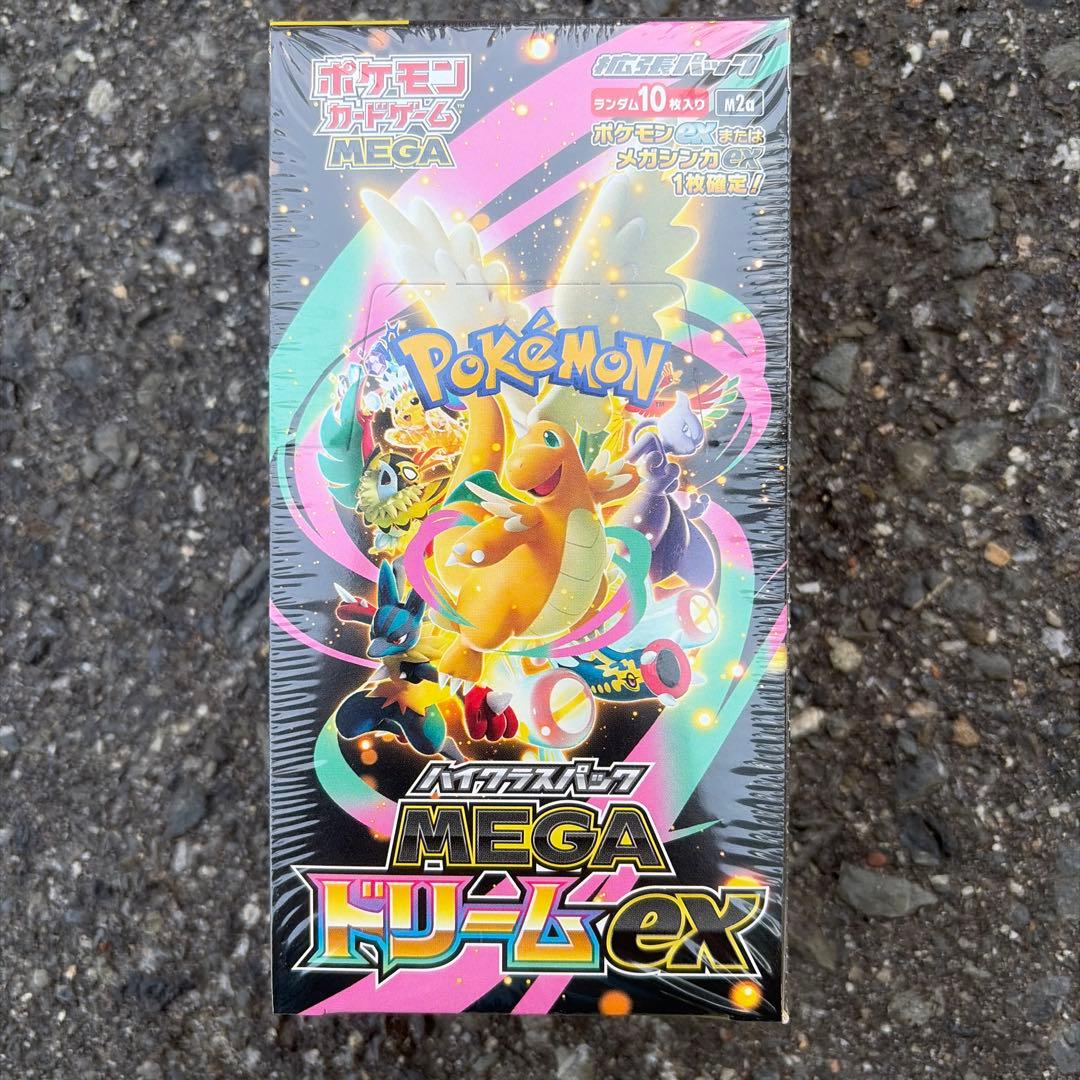 ポケモン
カードゲーム™
MEGA
拡張パック
ランダム10枚入り
M2a
ポケモンexまたは
メガシンカex
1枚確定!
POKéMON™
ハイクラスパック
MEGA
ドリームex